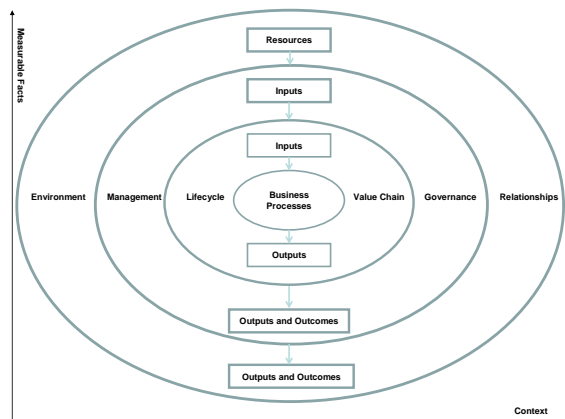 Measurable Facts
Resources
Inputs
Inputs
Environment
Management
Lifecycle
Business
Processes
Value Chain
Governance
Relationships
Outputs
Outputs and Outcomes
Outputs and Outcomes
Context